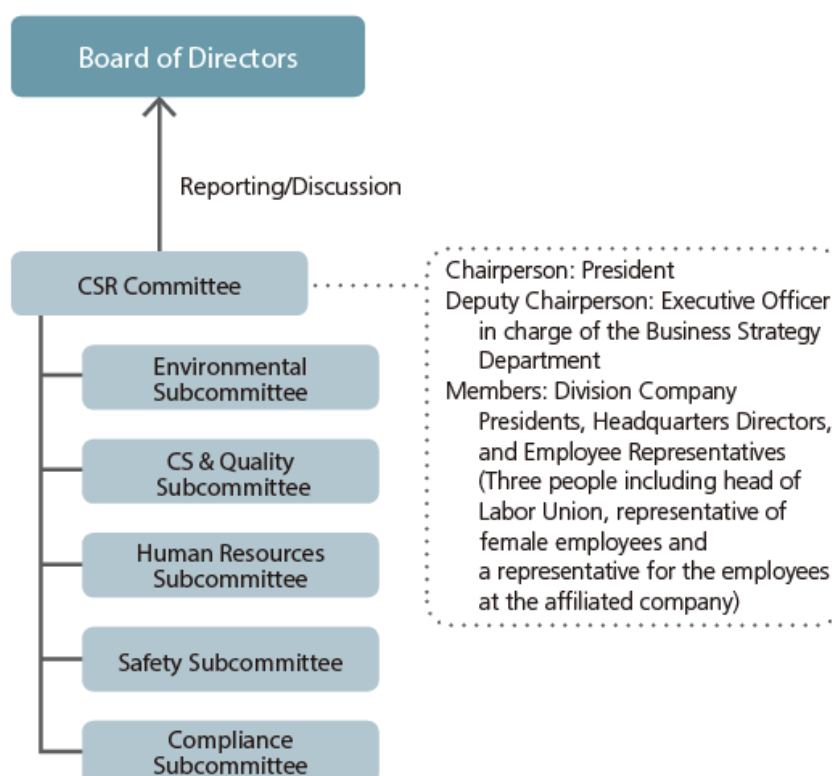 Board of Directors
Reporting/Discussion
CSR Committee
Chairperson: President
Deputy Chairperson: Executive Officer
in charge of the Business Strategy
Department
Members: Division Company
Presidents, Headquarters Directors,
and Employee Representatives
(Three people including head of
Labor Union, representative of
female employees and
a representative for the employees
at the affiliated company)
Environmental
Subcommittee
CS & Quality
Subcommittee
Human Resources
Subcommittee
Safety Subcommittee
Compliance
Subcommittee